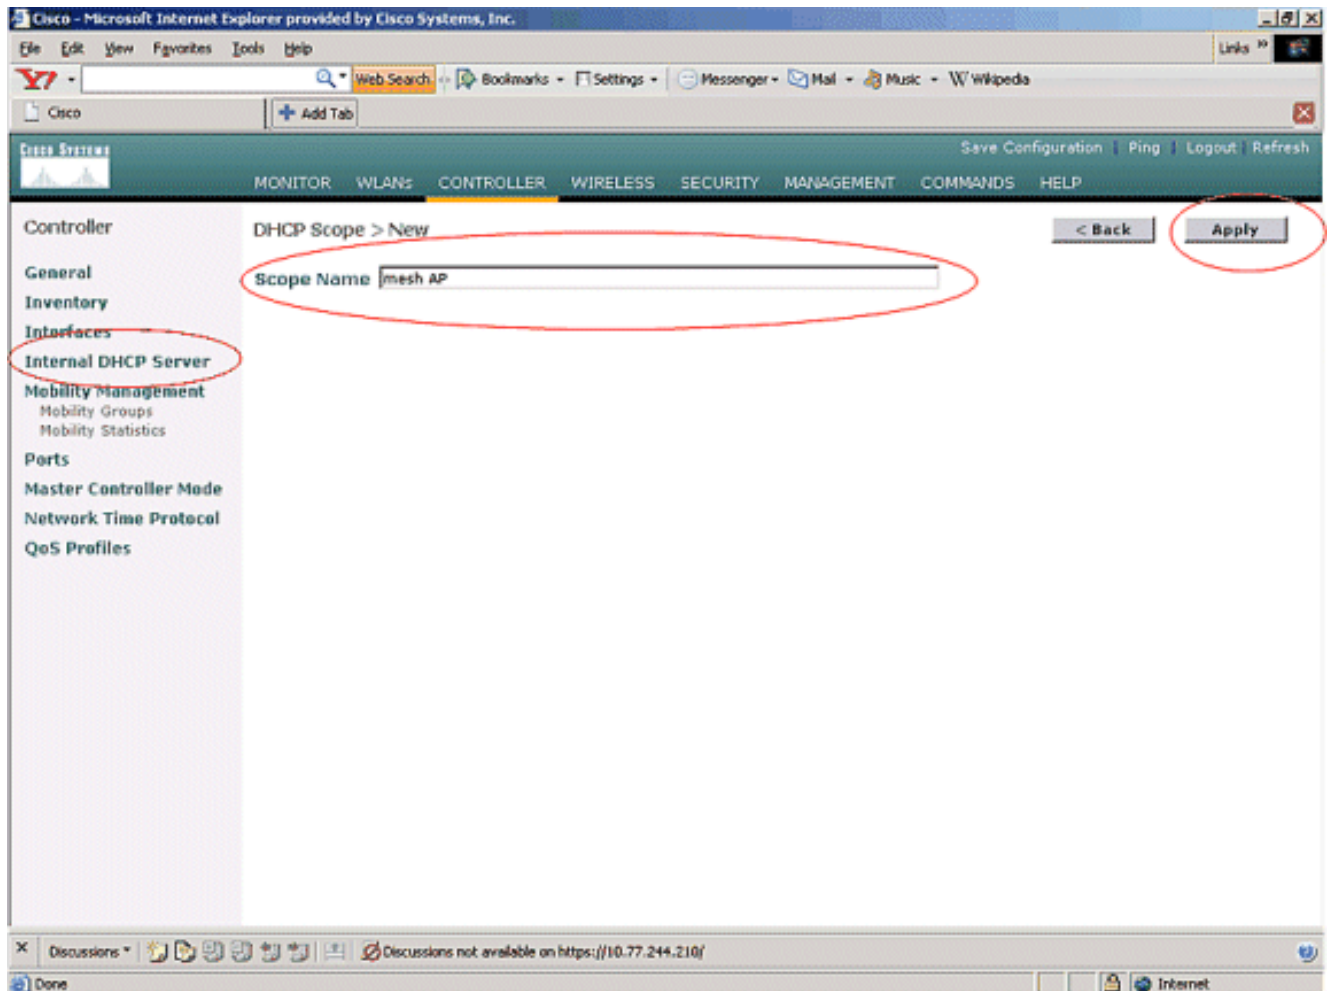 Cisco - Microsoft Internet Explorer provided by Cisco Systems, Inc.
File Edit View Favorites Tools Help Links »
Y! Web Search Bookmarks Settings Messenger Mail Music W Wikipedia
Cisco Add Tab
CISCO SYSTEMS
Save Configuration | Ping | Logout | Refresh
MONITOR WLANs CONTROLLER WIRELESS SECURITY MANAGEMENT COMMANDS HELP
Controller
DHCP Scope > New
< Back Apply
General
Scope Name mesh AP
Inventory
Interfaces
Internal DHCP Server
Mobility Management
Mobility Groups
Mobility Statistics
Ports
Master Controller Mode
Network Time Protocol
QoS Profiles
Discussions Discussions not available on https://10.77.244.210/
Done Internet